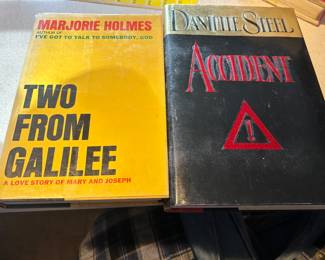 MARJORIE HOLMES
AUTHOR OF
I'VE GOT TO TALK TO SOMEBODY, GOD
TWO
FROM
GALILEE
A LOVE STORY OF MARY AND JOSEPH
DANIELLE STEEL
ACCIDENT
!